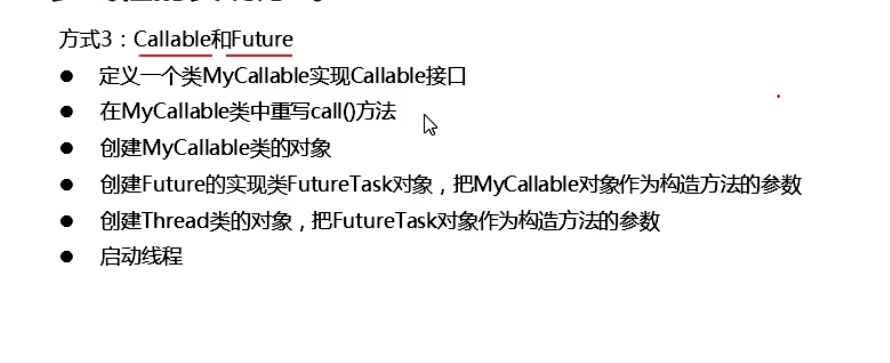 方式3：Callable和Future
● 定义一个类MyCallable实现Callable接口
● 在MyCallable类中重写call()方法
● 创建MyCallable类的对象
● 创建Future的实现类FutureTask对象，把MyCallable对象作为构造方法的参数
● 创建Thread类的对象，把FutureTask对象作为构造方法的参数
● 启动线程